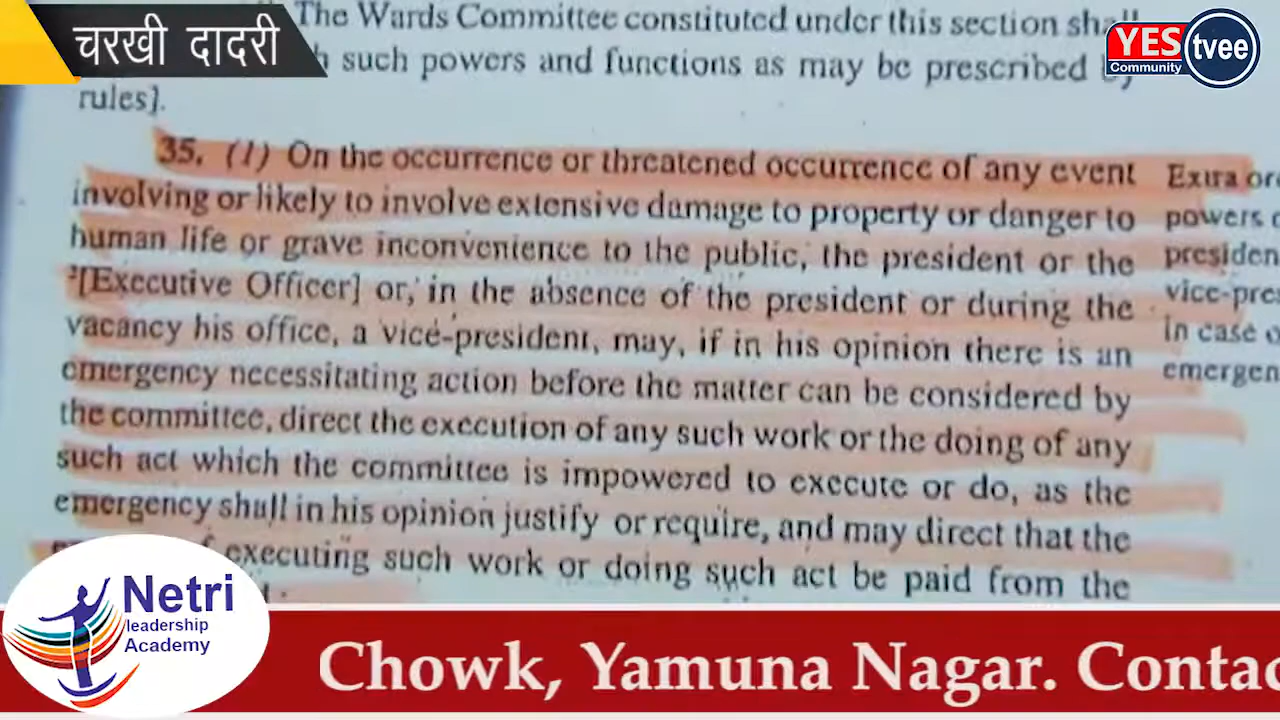 चरखी दादरी
YES tvee
Community
The Wards Committee constituted under this section shall
such powers and functions as may be prescribed by
rules].
35. (1) On the occurrence or threatened occurrence of any event
involving or likely to involve extensive damage to property or danger to
human life or grave inconvenience to the public, the president or the
²[Executive Officer] or, in the absence of the president or during the
vacancy his office, a vice-president, may, if in his opinion there is an
emergency necessitating action before the matter can be considered by
the committee, direct the execution of any such work or the doing of any
such act which the committee is impowered to execute or do, as the
emergency shall in his opinion justify or require, and may direct that the
executing such work or doing such act be paid from the
Extra
powers
in case
Netri
leadership
Academy
Chowk, Yamuna Nagar. Contac